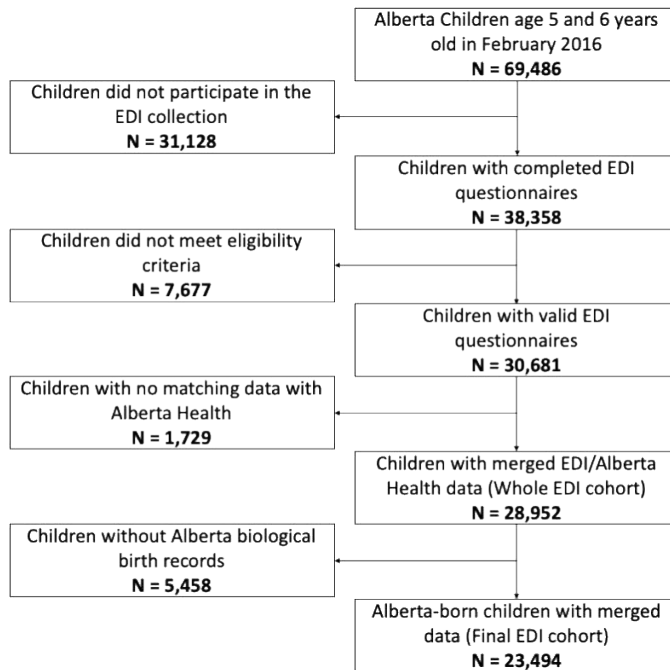 Alberta Children age 5 and 6 years
old in February 2016
N = 69,486
Children did not participate in the
EDI collection
N = 31,128
Children with completed EDI
questionnaires
N = 38,358
Children did not meet eligibility
criteria
N = 7,677
Children with valid EDI
questionnaires
N = 30,681
Children with no matching data with
Alberta Health
N = 1,729
Children with merged EDI/Alberta
Health data (Whole EDI cohort)
N = 28,952
Children without Alberta biological
birth records
N = 5,458
Alberta-born children with merged
data (Final EDI cohort)
N = 23,494